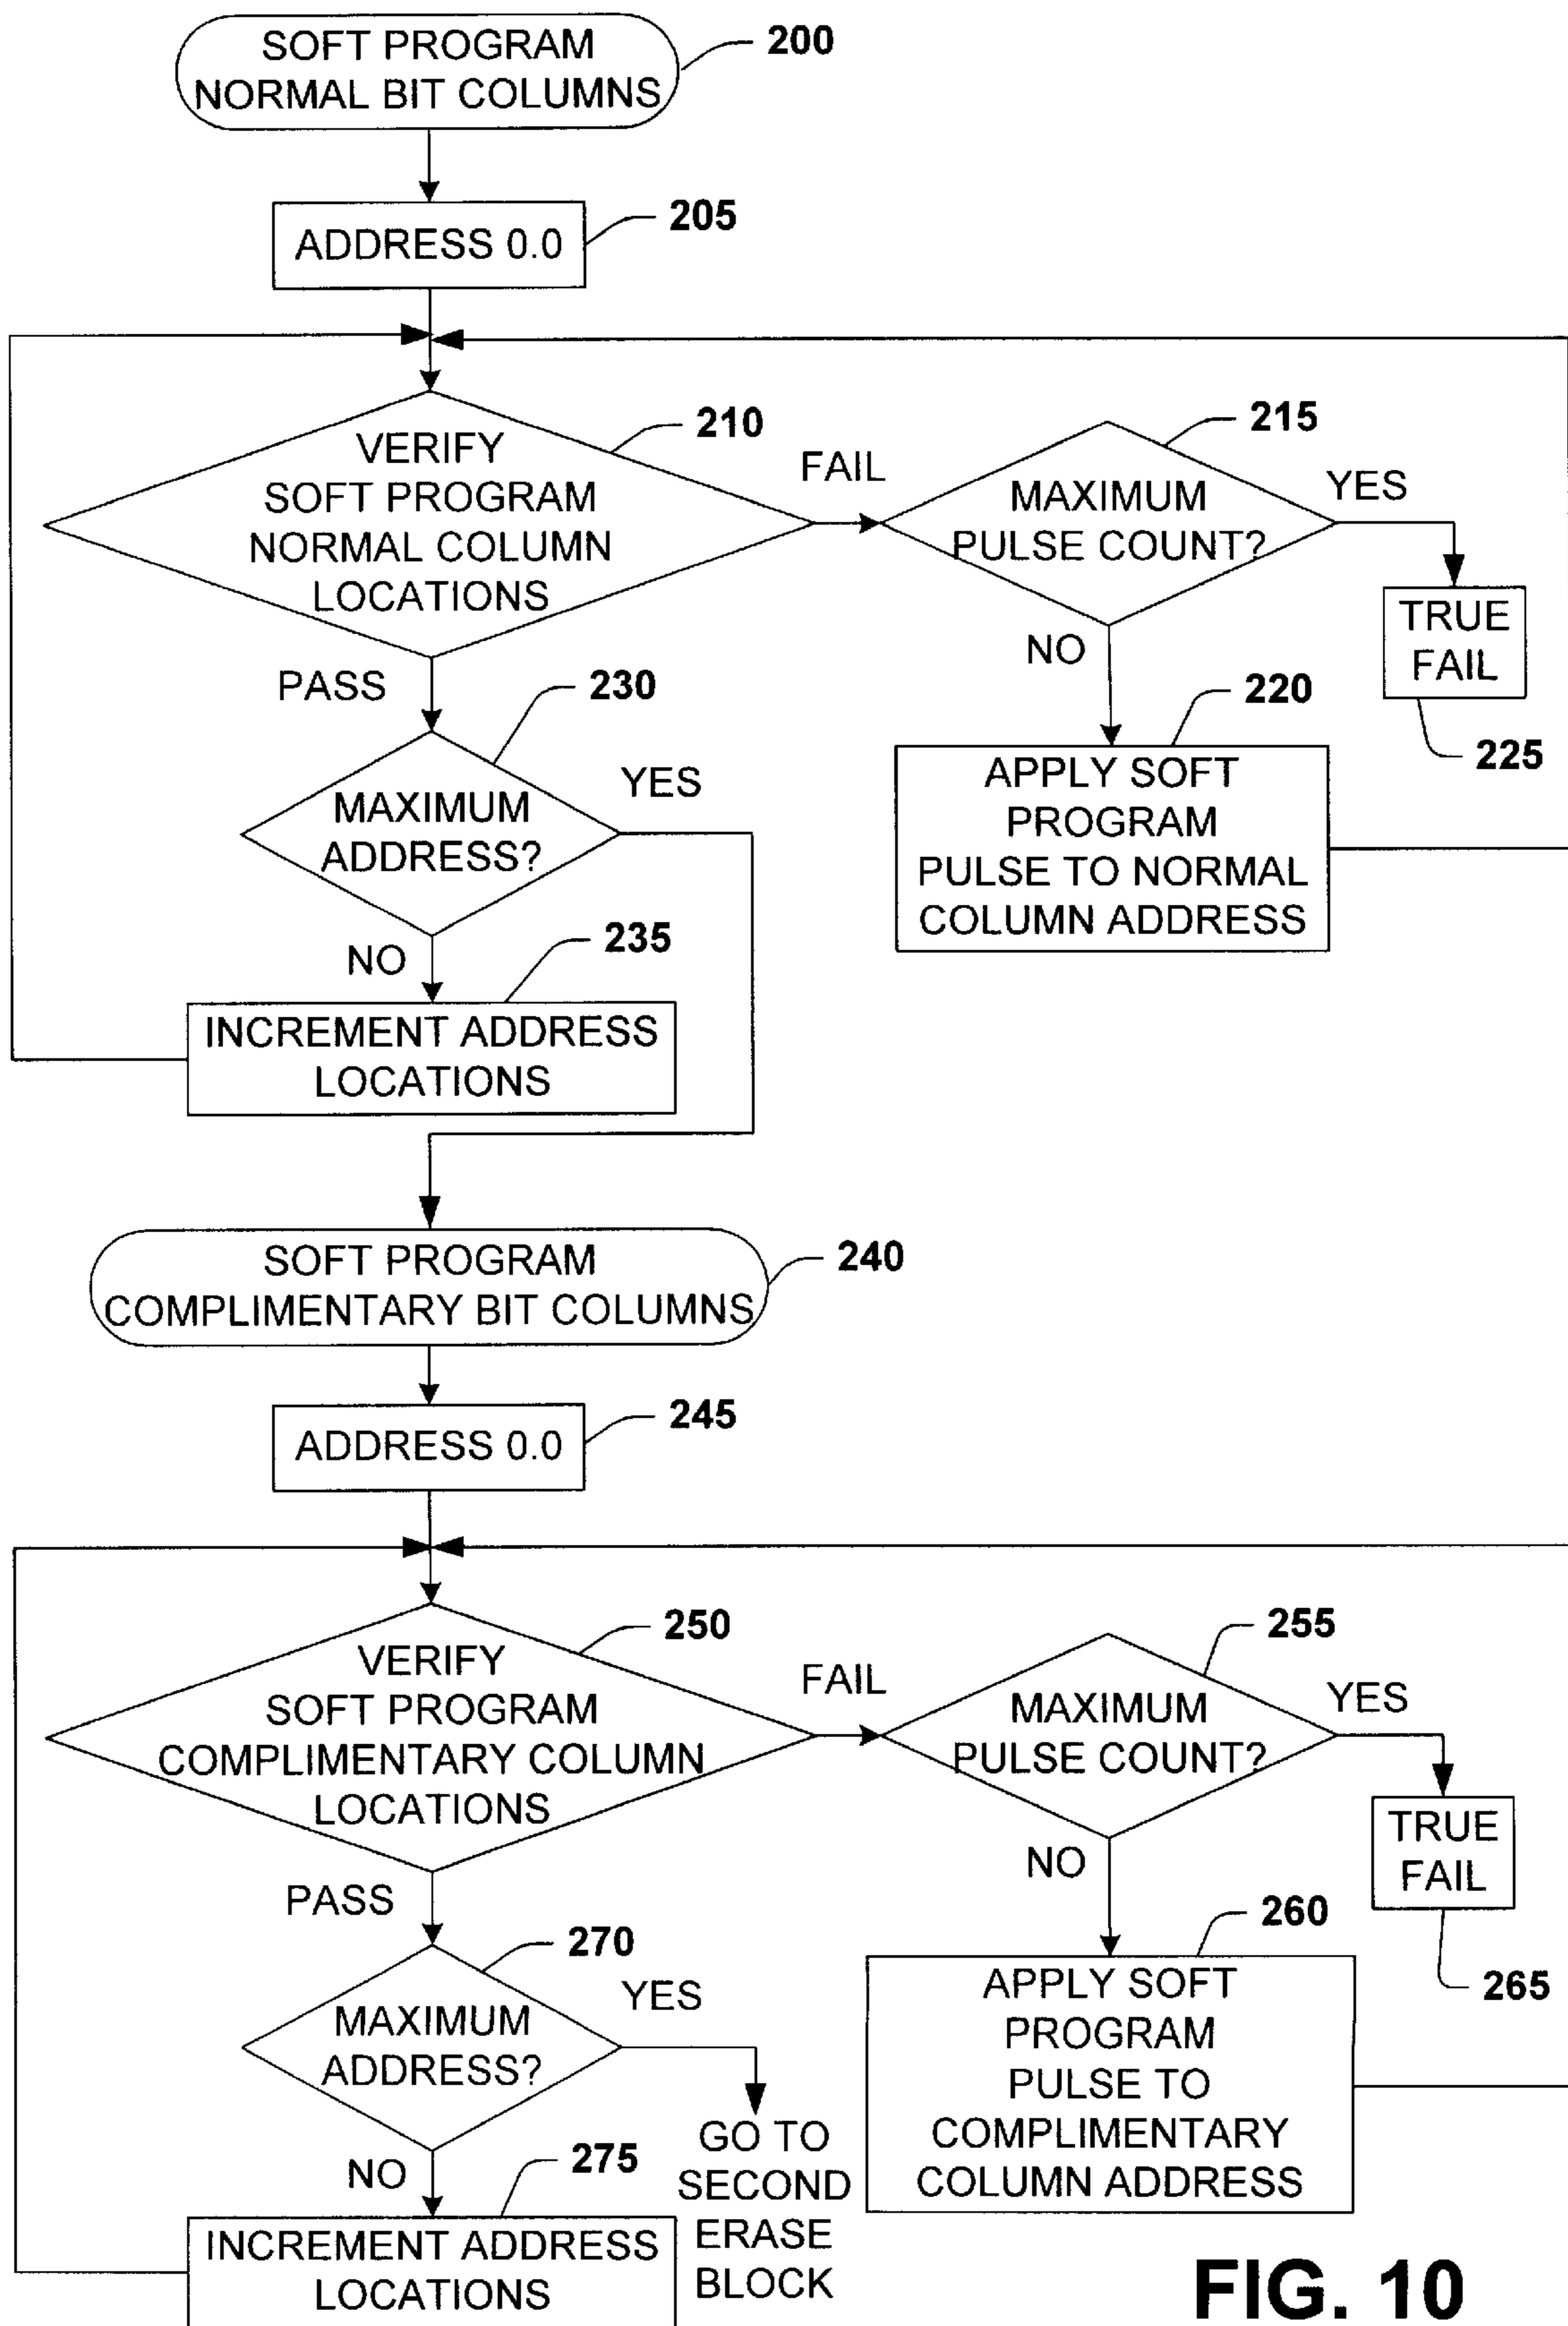 SOFT PROGRAM
NORMAL BIT COLUMNS
200
ADDRESS 0.0
205
VERIFY
SOFT PROGRAM
NORMAL COLUMN
LOCATIONS
210
FAIL
MAXIMUM
PULSE COUNT?
215
YES
TRUE
FAIL
225
NO
APPLY SOFT
PROGRAM
PULSE TO NORMAL
COLUMN ADDRESS
220
PASS
MAXIMUM
ADDRESS?
230
YES
NO
INCREMENT ADDRESS
LOCATIONS
235
SOFT PROGRAM
COMPLIMENTARY BIT COLUMNS
240
ADDRESS 0.0
245
VERIFY
SOFT PROGRAM
COMPLIMENTARY COLUMN
LOCATIONS
250
FAIL
MAXIMUM
PULSE COUNT?
255
YES
TRUE
FAIL
265
NO
APPLY SOFT
PROGRAM
PULSE TO
COMPLIMENTARY
COLUMN ADDRESS
260
PASS
MAXIMUM
ADDRESS?
270
YES
GO TO
SECOND
ERASE
BLOCK
NO
INCREMENT ADDRESS
LOCATIONS
275
FIG. 10